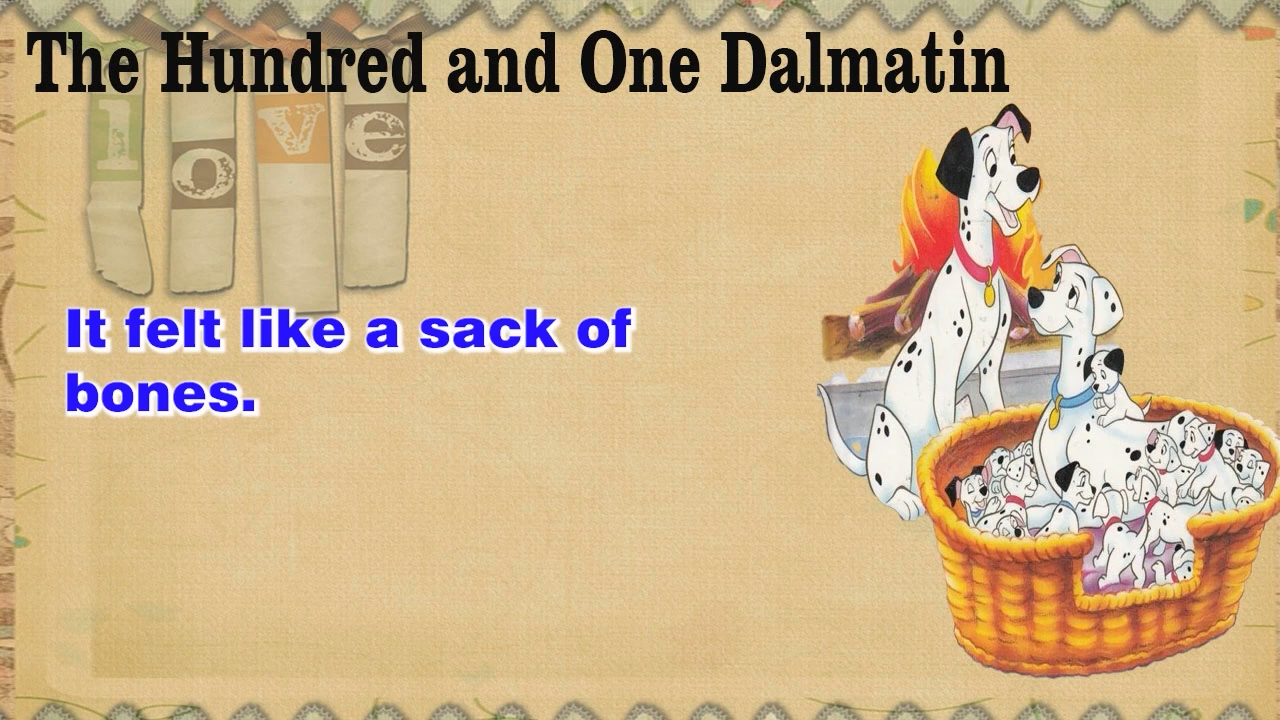 The Hundred and One Dalmatin
love
It felt like a sack of
bones.